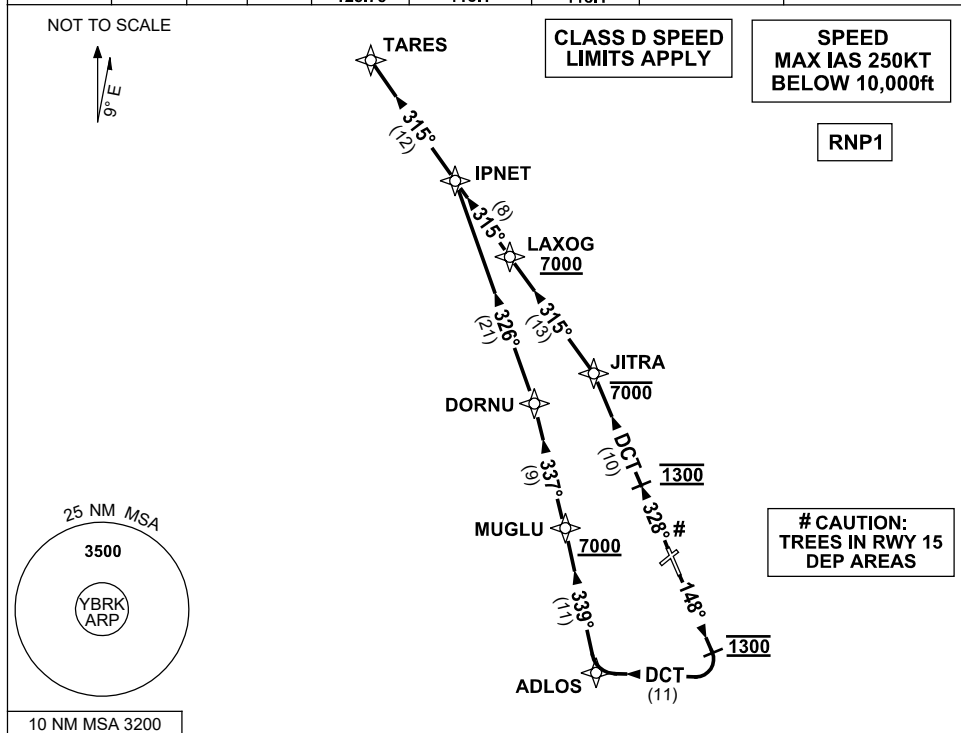 NOT TO SCALE
9° E
TARES
CLASS D SPEED
LIMITS APPLY
SPEED
MAX IAS 250KT
BELOW 10,000ft
RNP1
315°
(12)
IPNET
(8)
315°
LAXOG
7000
326°
(21)
315°
(13)
JITRA
7000
DORNU
DCT
(10)
1300
337°
(9)
328°
#
MUGLU
7000
# CAUTION:
TREES IN RWY 15
DEP AREAS
25 NM MSA
3500
YBRK
ARP
339°
(11)
148°
1300
ADLOS
DCT
(11)
10 NM MSA 3200